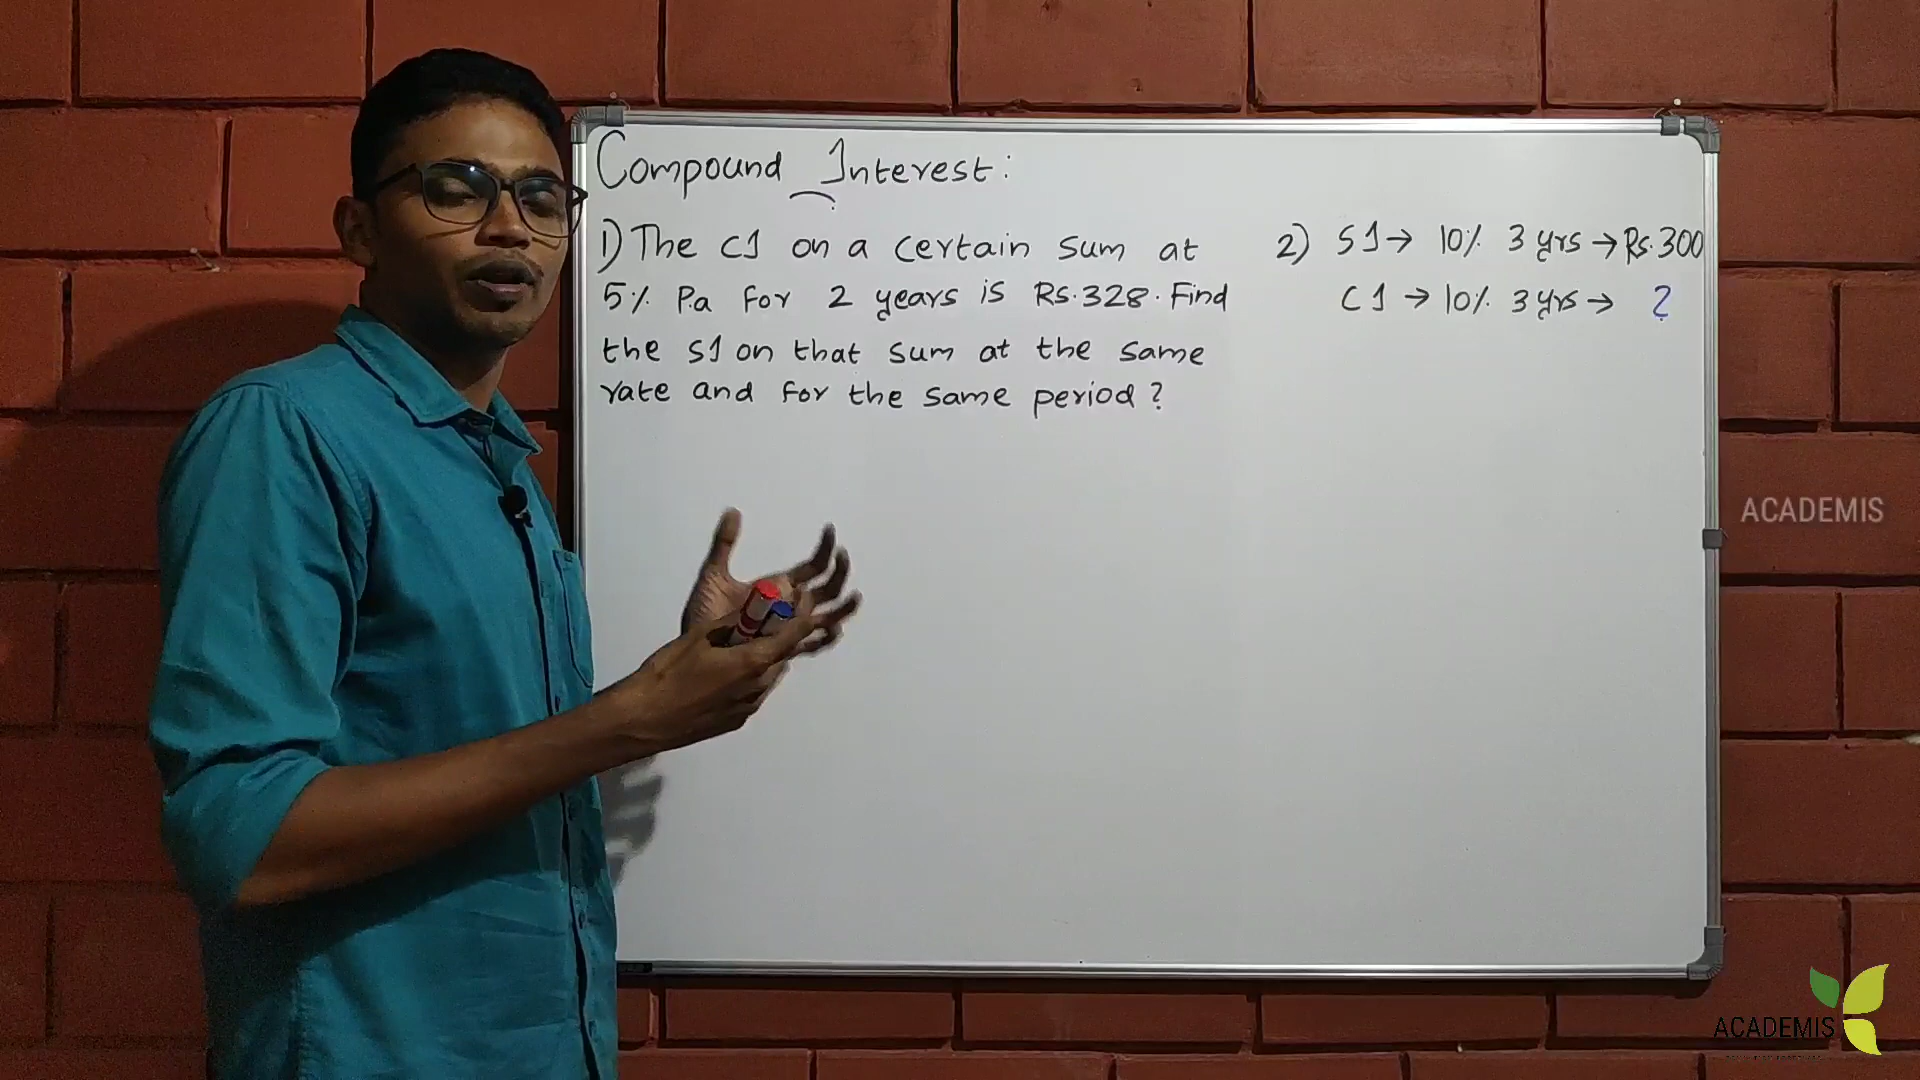 Compound Interest:
1) The CI on a certain sum at
5% P.a for 2 years is Rs.328. Find
the SI on that sum at the same
rate and for the same period?
2) SI → 10% 3 yrs → Rs.300
CI → 10% 3 yrs → ?
ACADEMIS
ACADEMIS